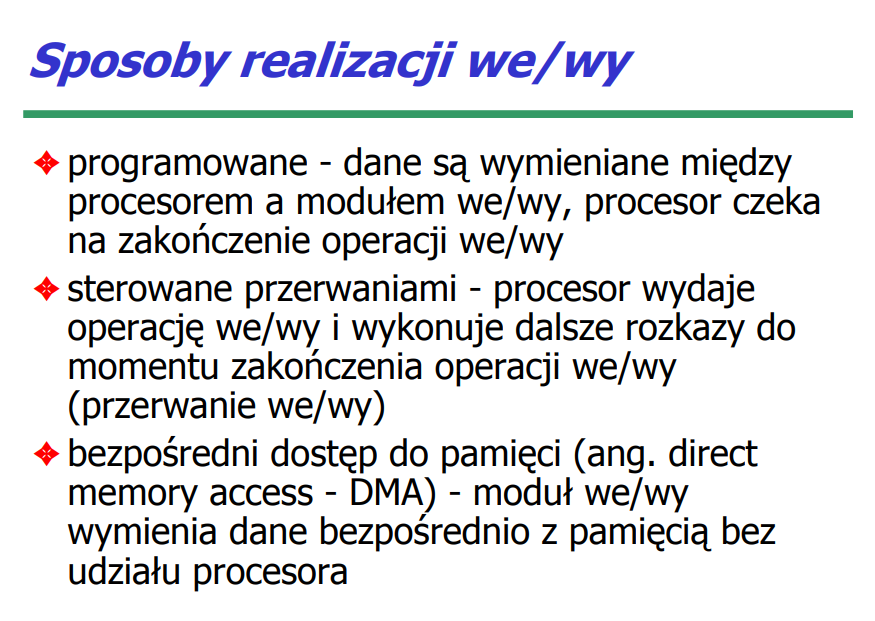 Sposoby realizacji we/wy
programowane - dane są wymieniane między
procesorem a modułem we/wy, procesor czeka
na zakończenie operacji we/wy
sterowane przerwaniami - procesor wydaje
operację we/wy i wykonuje dalsze rozkazy do
momentu zakończenia operacji we/wy
(przerwanie we/wy)
bezpośredni dostęp do pamięci (ang. direct
memory access - DMA) - moduł we/wy
wymienia dane bezpośrednio z pamięcią bez
udziału procesora